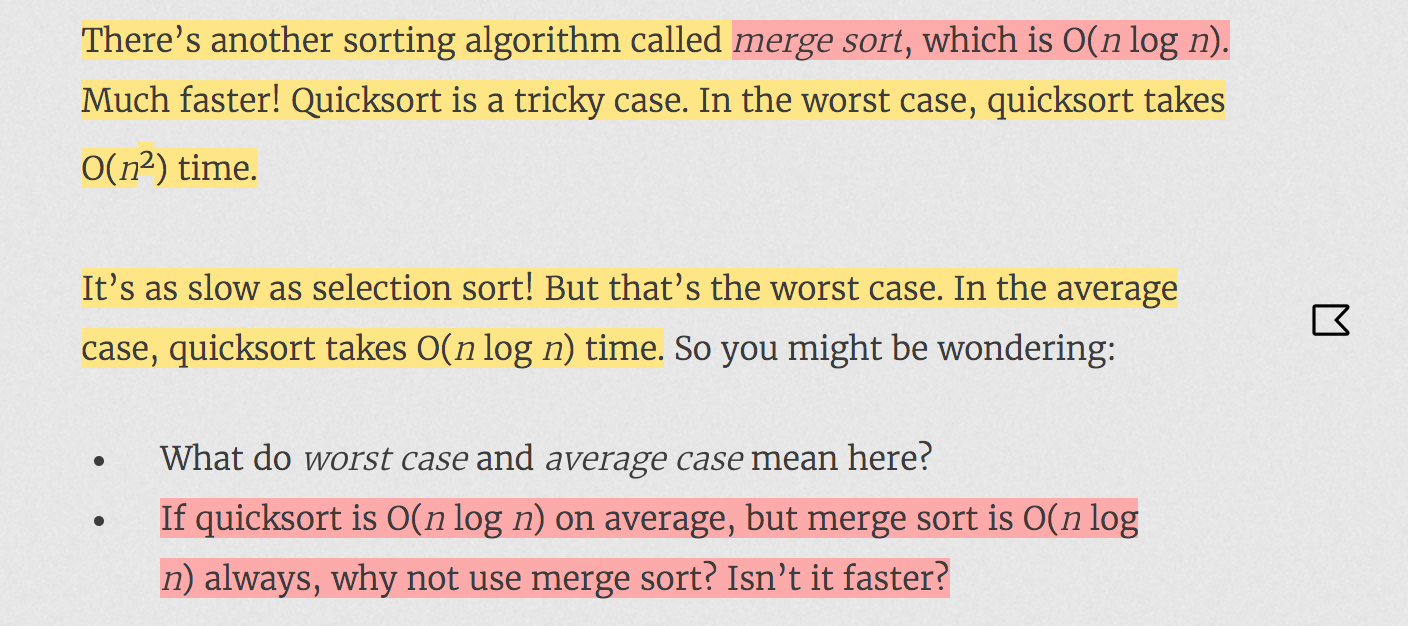 There’s another sorting algorithm called merge sort, which is O(n log n).
Much faster! Quicksort is a tricky case. In the worst case, quicksort takes
O(n²) time.
It’s as slow as selection sort! But that’s the worst case. In the average
case, quicksort takes O(n log n) time. So you might be wondering:
• What do worst case and average case mean here?
• If quicksort is O(n log n) on average, but merge sort is O(n log
n) always, why not use merge sort? Isn’t it faster?